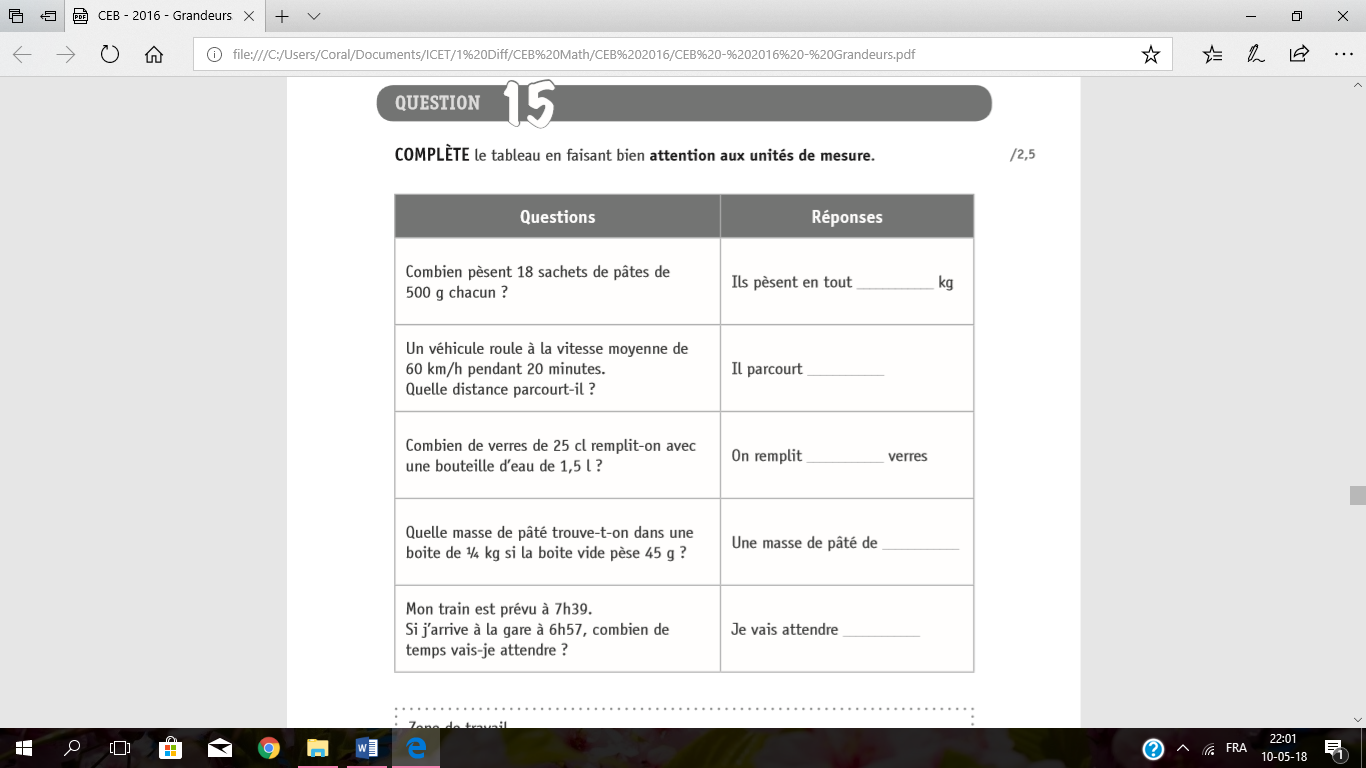 CEB - 2016 - Grandeurs.
file:///C:/Users/Coral/Documents/ICET/1%20Diff/CEB%20Math/CEB%202016/CEB%20-%202016%20-%20Grandeurs.pdf
QUESTION 15
COMPLÈTE le tableau en faisant bien attention aux unités de mesure.
/2,5
Questions
Réponses
Combien pèsent 18 sachets de pâtes de
500 g chacun ?
Ils pèsent en tout __________ kg
Un véhicule roule à la vitesse moyenne de
60 km/h pendant 20 minutes.
Quelle distance parcourt-il ?
Il parcourt __________
Combien de verres de 25 cl remplit-on avec
une bouteille d'eau de 1,5 l ?
On remplit __________ verres
Quelle masse de pâté trouve-t-on dans une
boite de ¼ kg si la boite vide pèse 45 g ?
Une masse de pâté de __________
Mon train est prévu à 7h39.
Si j'arrive à la gare à 6h57, combien de
temps vais-je attendre ?
Je vais attendre __________
Zone de travail
FRA
22:01
10-05-18
1